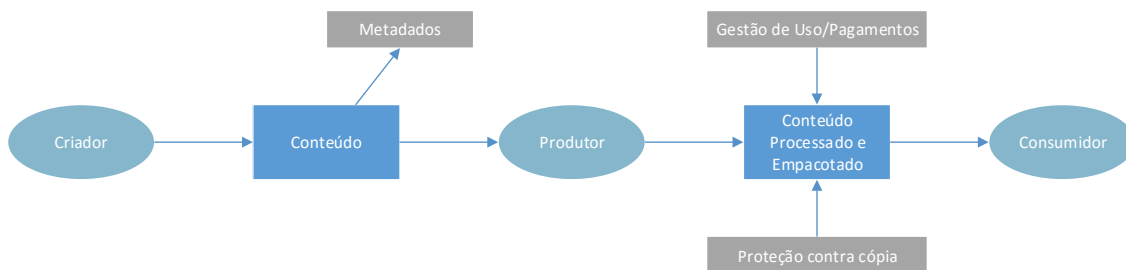 Metadados
Gestão de Uso/Pagamentos
Criador
Conteúdo
Produtor
Conteúdo
Processado e
Empacotado
Consumidor
Proteção contra cópia